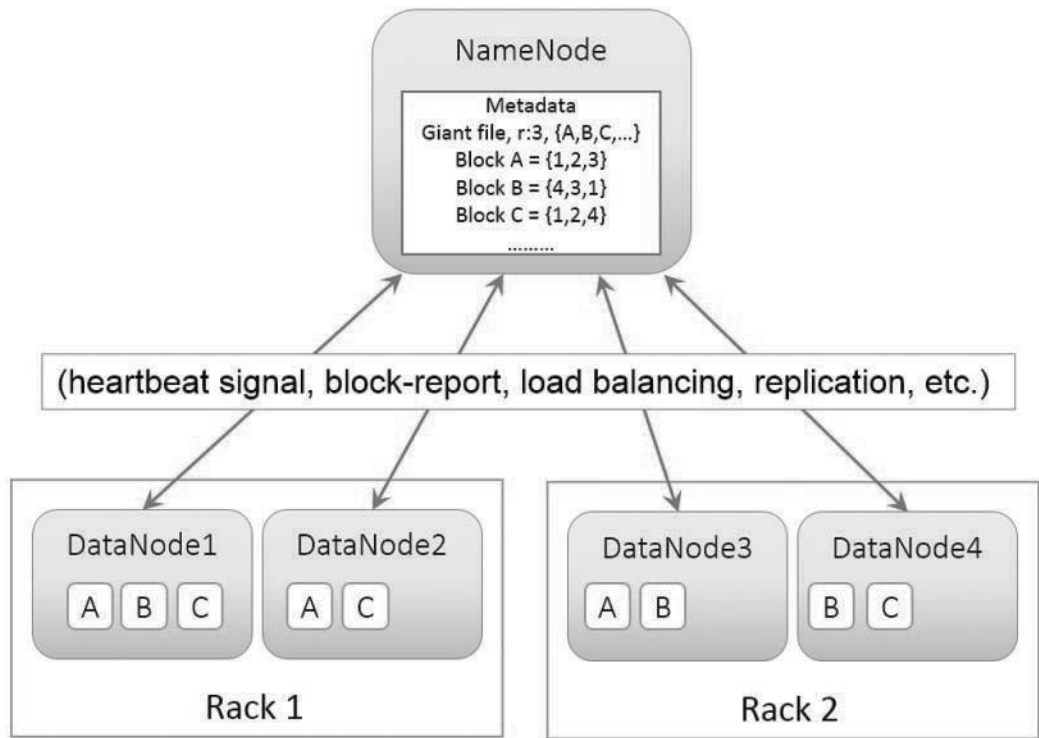 NameNode
Metadata
Giant file, r:3, {A,B,C,...}
Block A = {1,2,3}
Block B = {4,3,1}
Block C = {1,2,4}
.........
(heartbeat signal, block-report, load balancing, replication, etc.)
DataNode1
A B C
DataNode2
A C
Rack 1
DataNode3
A B
DataNode4
B C
Rack 2